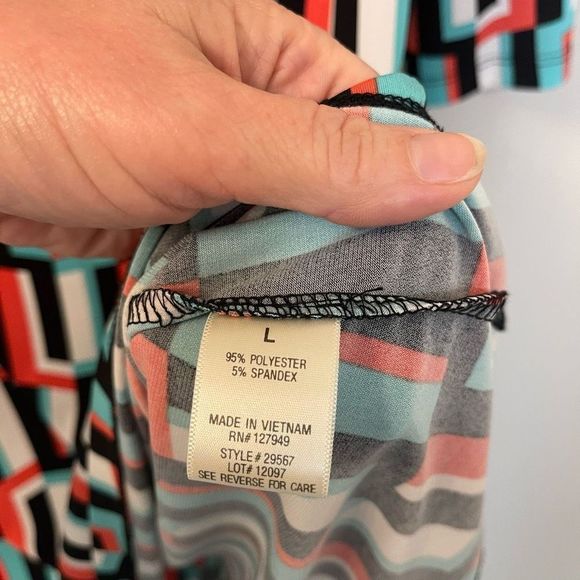 L
95% POLYESTER
5% SPANDEX
MADE IN VIETNAM
RN# 127949
STYLE # 29567
LOT# 12097
SEE REVERSE FOR CARE